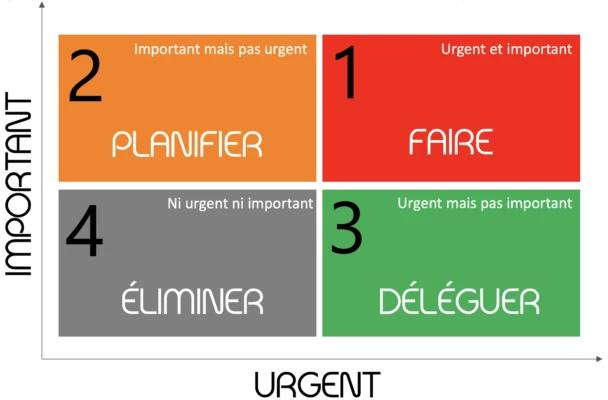 IMPORTANT
2
Important mais pas urgent
PLANIFIER
1
Urgent et important
FAIRE
4
Ni urgent ni important
ÉLIMINER
3
Urgent mais pas important
DÉLÉGUER
URGENT